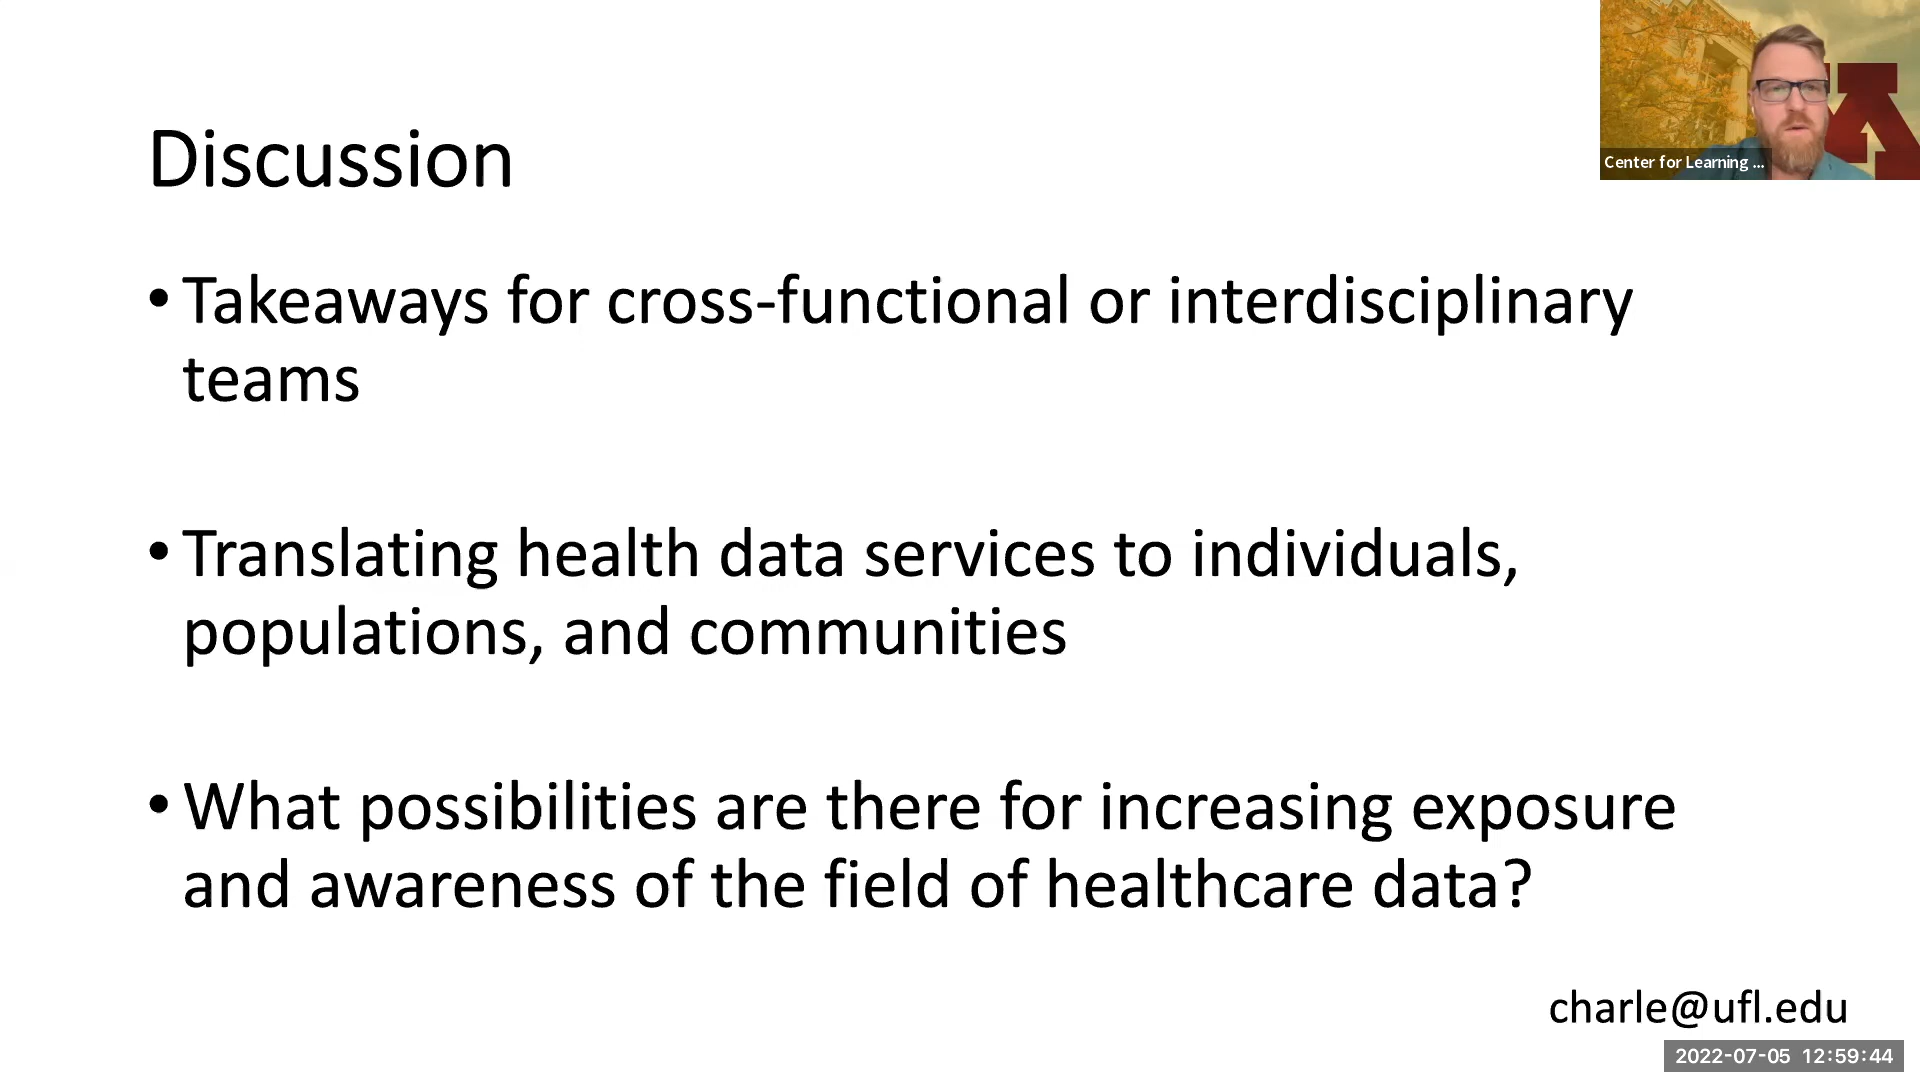 Discussion
• Takeaways for cross-functional or interdisciplinary
teams
• Translating health data services to individuals,
populations, and communities
• What possibilities are there for increasing exposure
and awareness of the field of healthcare data?
charle@ufl.edu
Center for Learning ...
2022-07-05 12:59:44